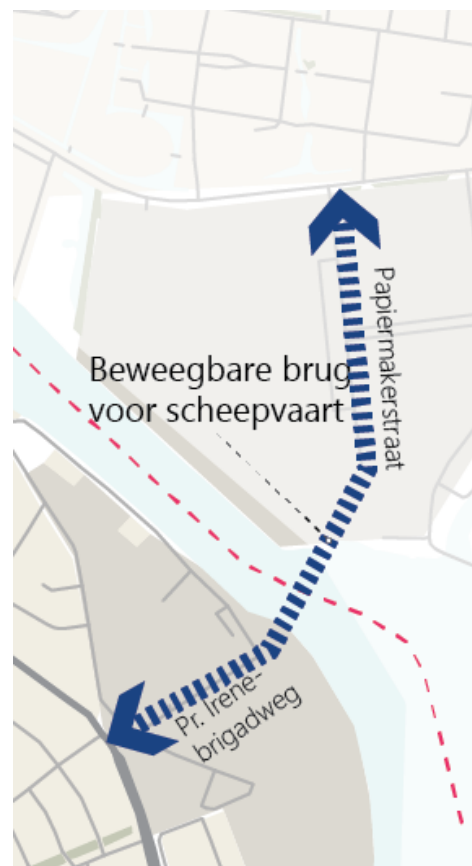 Papiermakerstraat
Beweegbare brug
voor scheepvaart
Pr. Irene-
brigadweg